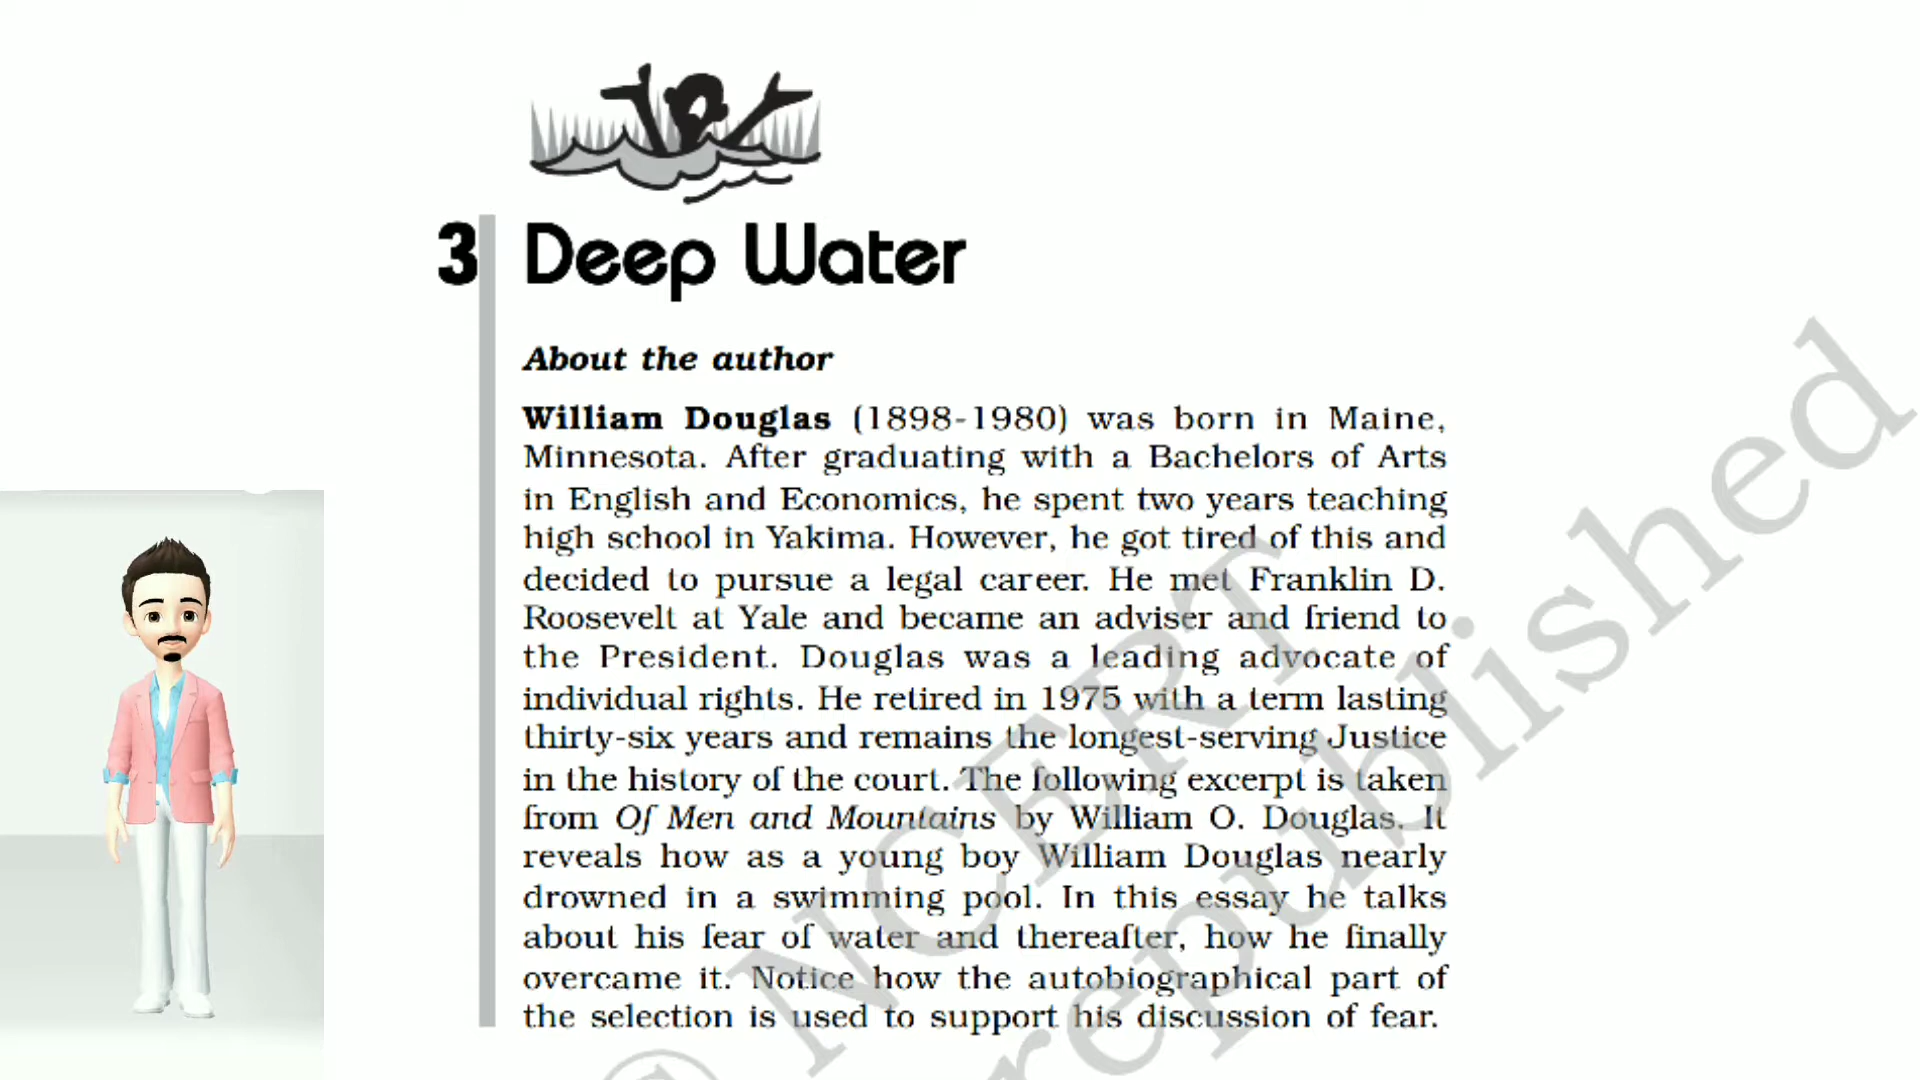 3 Deep Water
About the author
William Douglas (1898-1980) was born in Maine,
Minnesota. After graduating with a Bachelors of Arts
in English and Economics, he spent two years teaching
high school in Yakima. However, he got tired of this and
decided to pursue a legal career. He met Franklin D.
Roosevelt at Yale and became an adviser and friend to
the President. Douglas was a leading advocate of
individual rights. He retired in 1975 with a term lasting
thirty-six years and remains the longest-serving Justice
in the history of the court. The following excerpt is taken
from Of Men and Mountains by William O. Douglas. It
reveals how as a young boy William Douglas nearly
drowned in a swimming pool. In this essay he talks
about his fear of water and thereafter, how he finally
overcame it. Notice how the autobiographical part of
the selection is used to support his discussion of fear.
© NCERT
republished